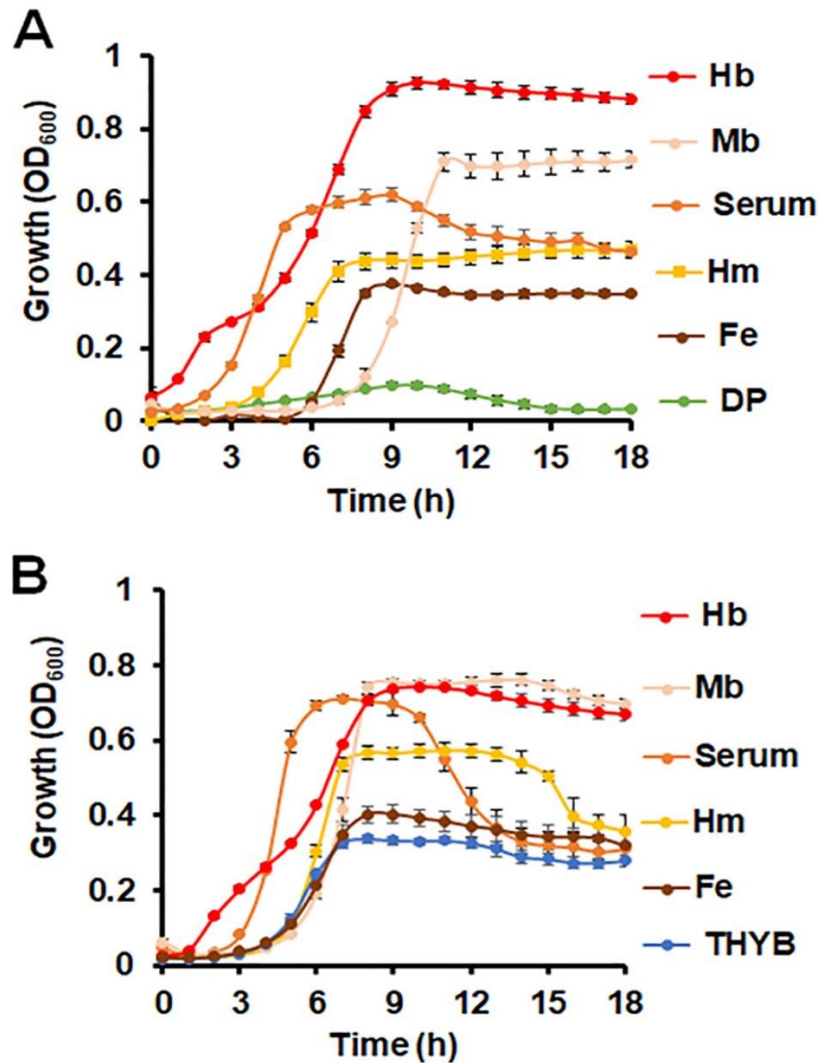 A
Growth (OD600)
1
0.8
0.6
0.4
0.2
0
0 3 6 9 12 15 18
Time (h)
Hb
Mb
Serum
Hm
Fe
DP
B
Growth (OD600)
1
0.8
0.6
0.4
0.2
0
0 3 6 9 12 15 18
Time (h)
Hb
Mb
Serum
Hm
Fe
THYB